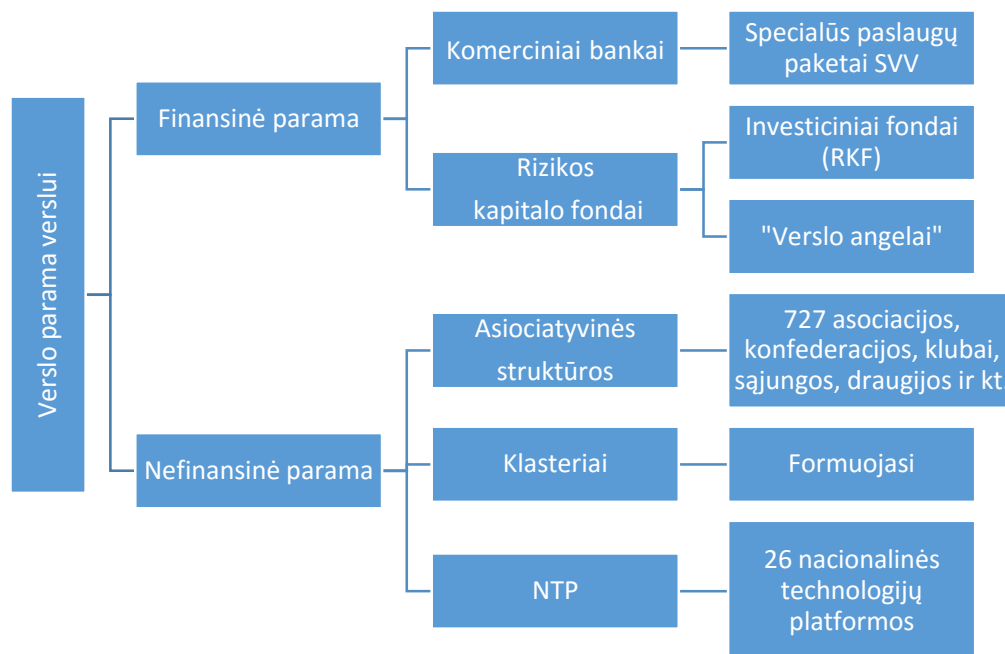 Verslo parama verslui
Finansinė parama
Komerciniai bankai
Specialūs paslaugų
paketai SVV
Rizikos
kapitalo fondai
Investiciniai fondai
(RKF)
"Verslo angelai"
Nefinansinė parama
Asiociatyvinės
struktūros
727 asociacijos,
konfederacijos, klubai,
sąjungos, draugijos ir kt
Klasteriai
Formuojasi
NTP
26 nacionalinės
technologijų
platformos